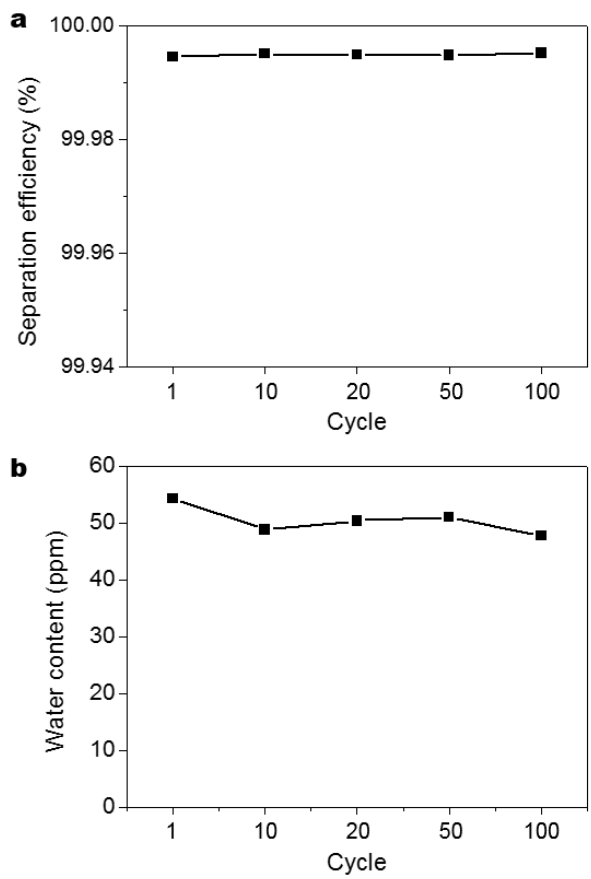 a
Separation efficiency (%)
100.00
99.98
99.96
99.94
1 10 20 50 100
Cycle
b
Water content (ppm)
60
50
40
30
20
10
0
1 10 20 50 100
Cycle